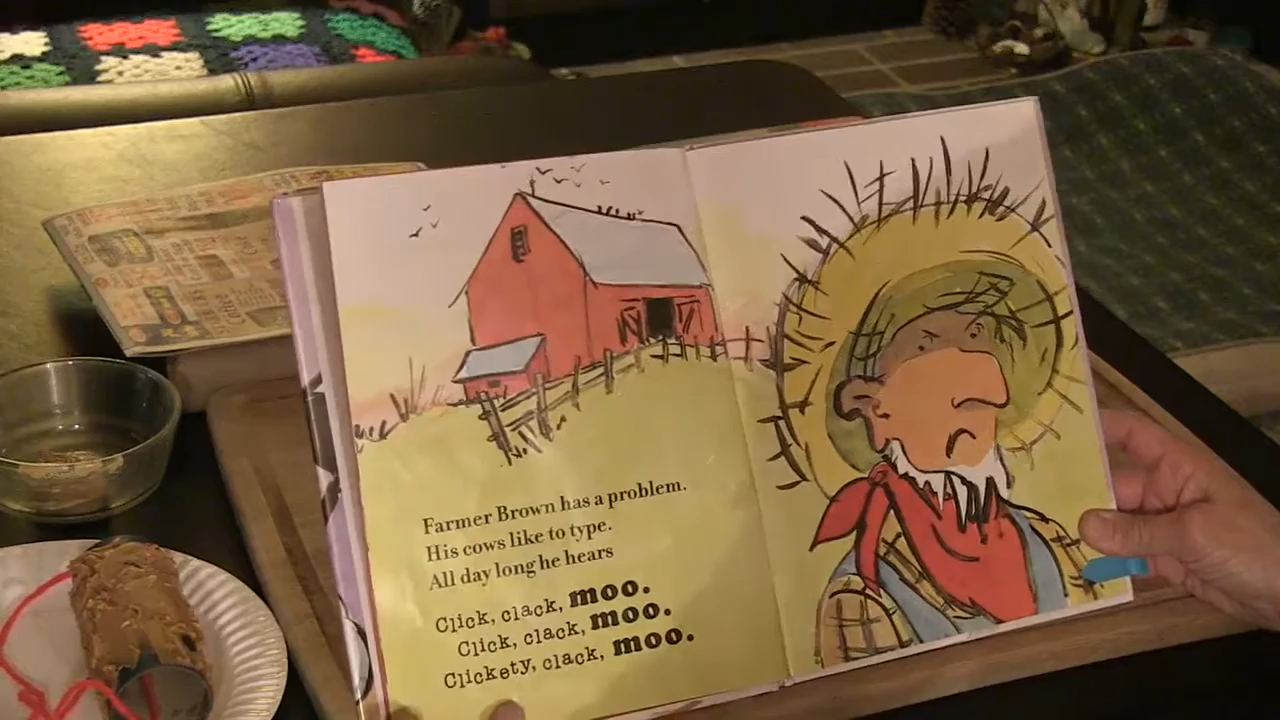 Farmer Brown has a problem.
His cows like to type.
All day long he hears
Click, clack, moo.
Click, clack, moo.
Clickety, clack, moo.